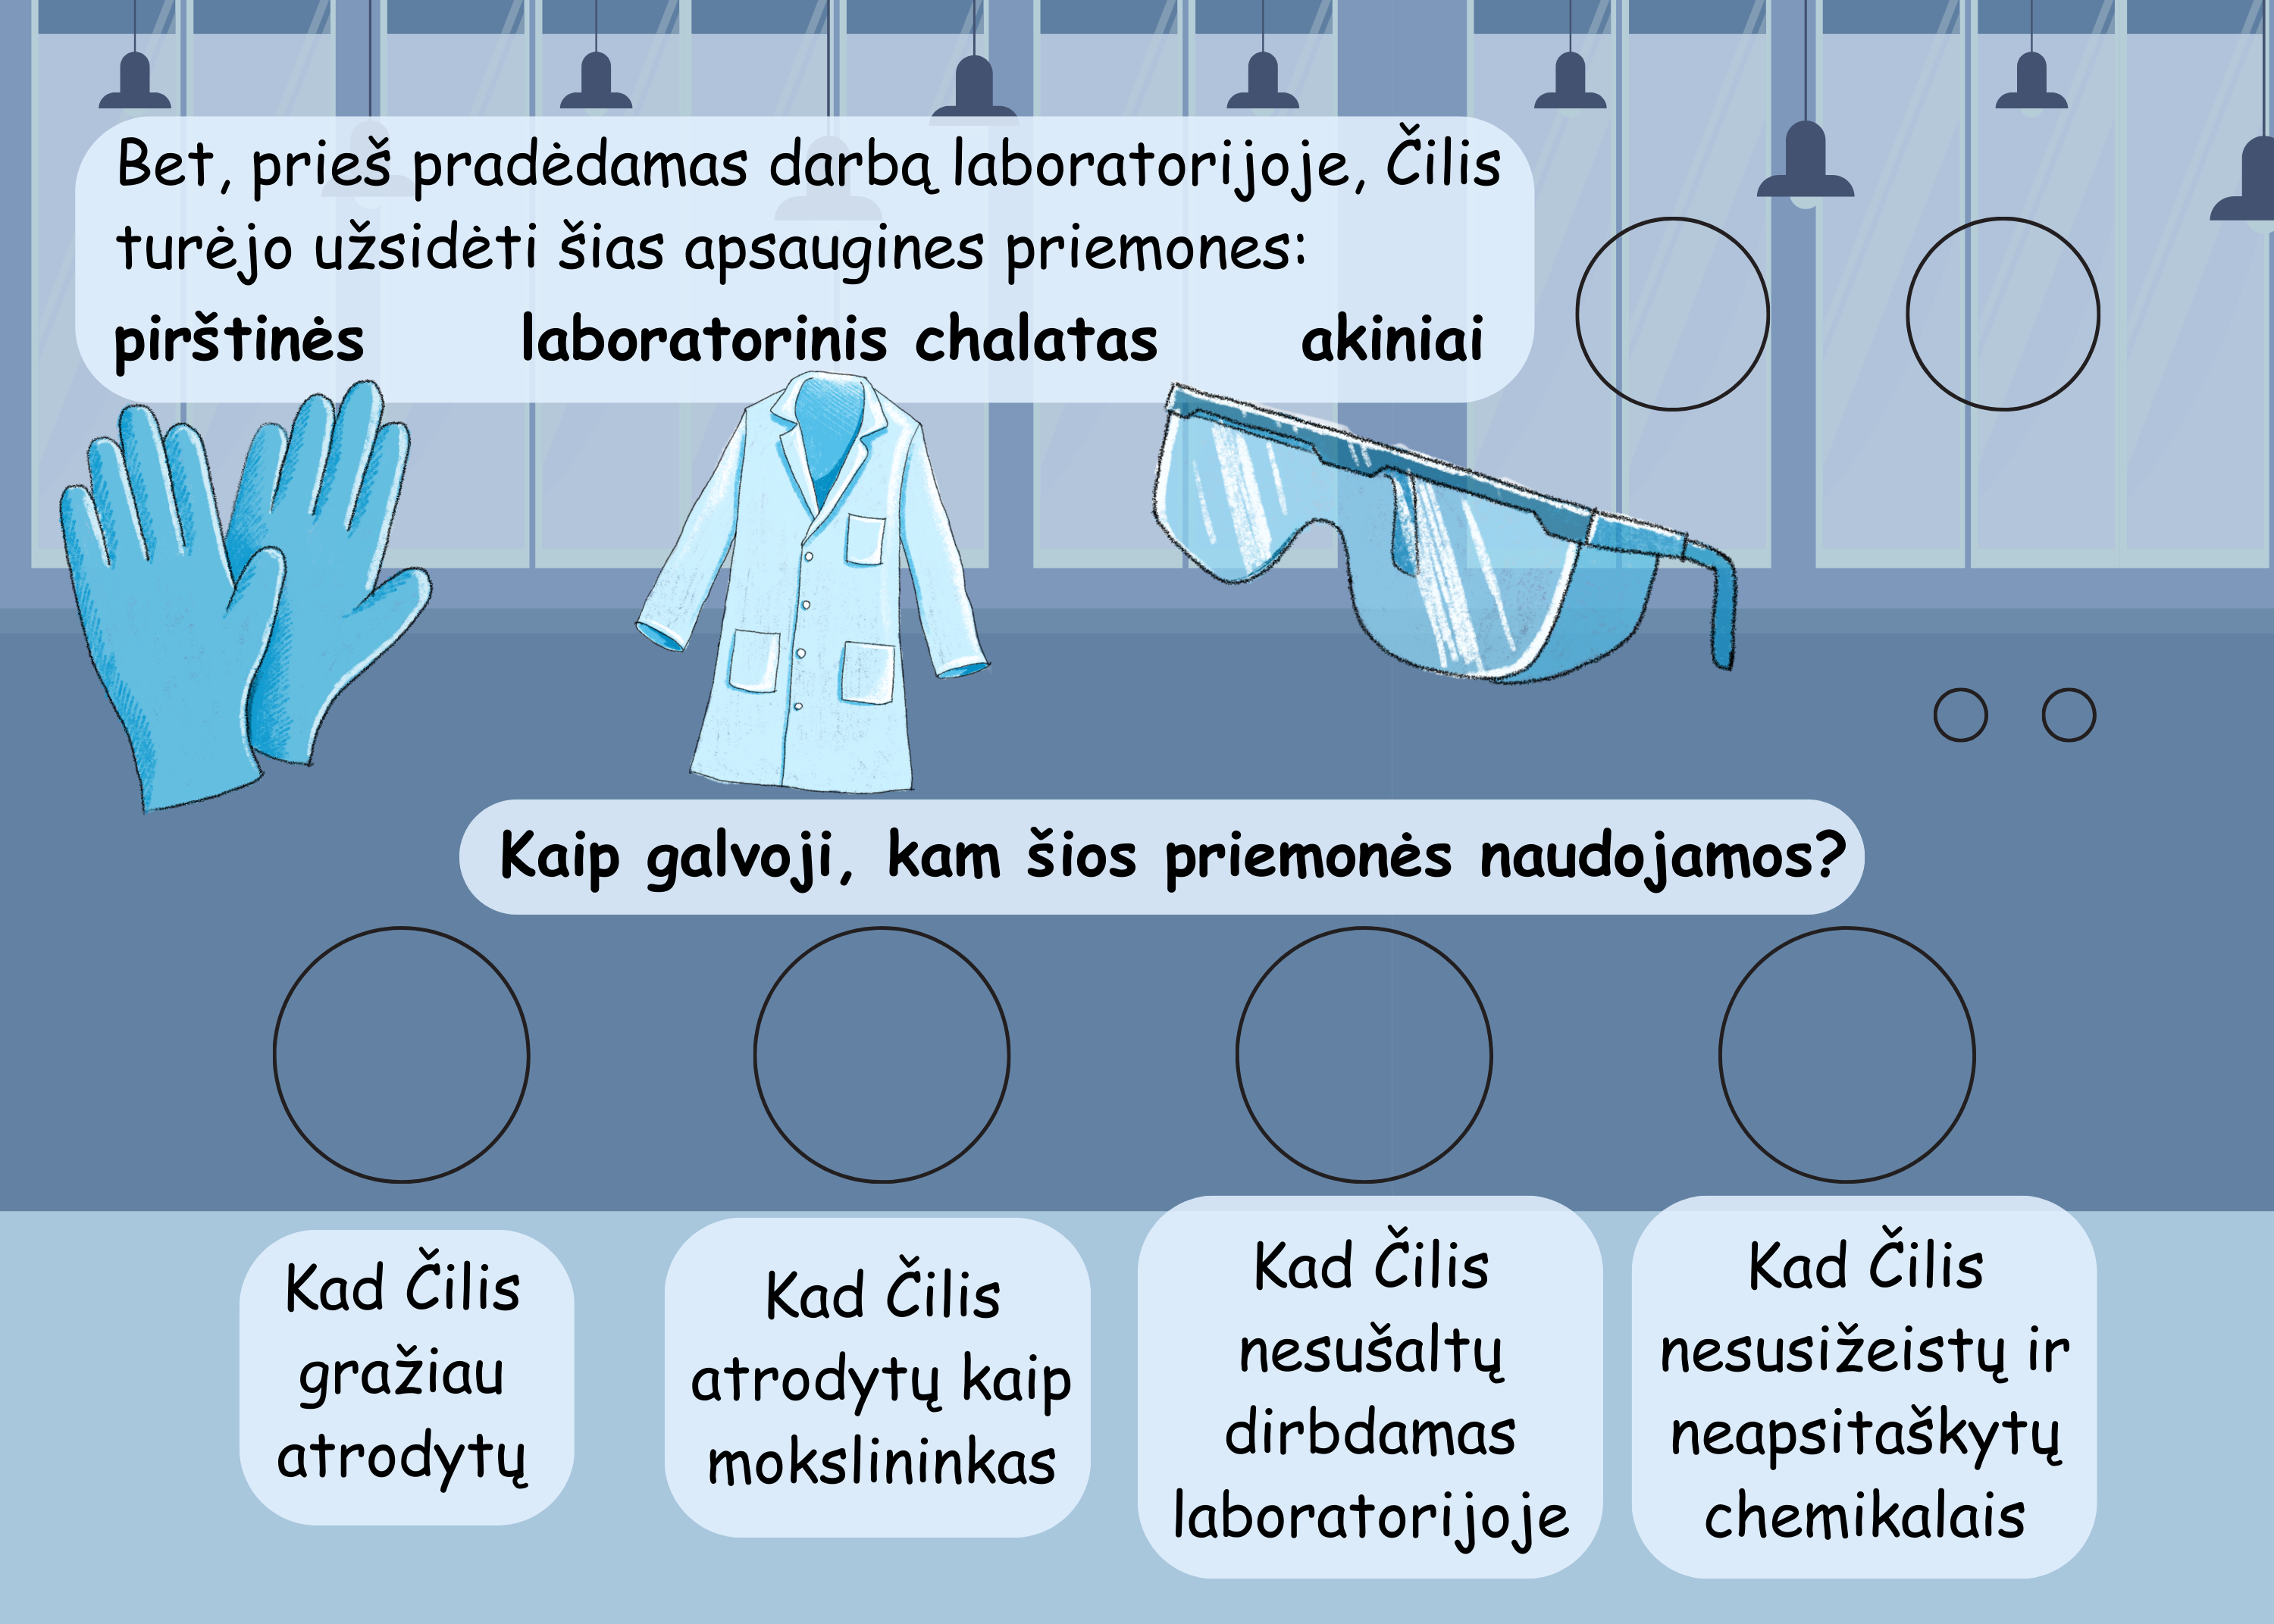 Bet, prieš pradėdamas darbą laboratorijoje, Čilis
turėjo užsidėti šias apsaugines priemones:
pirštinės laboratorinis chalatas akiniai
Kaip galvoji, kam šios priemonės naudojamos?
Kad Čilis
gražiau
atrodytų
Kad Čilis
atrodytų kaip
mokslininkas
Kad Čilis
nesušaltų
dirbdamas
laboratorijoje
Kad Čilis
nesusižeistų ir
neapsitaškytų
chemikalais